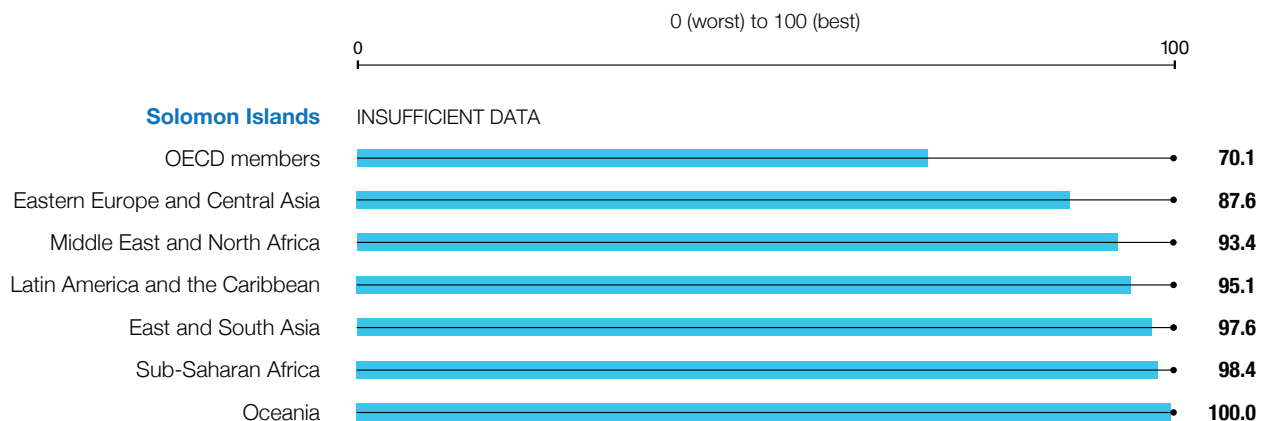 0 (worst) to 100 (best)
0 100
Solomon Islands INSUFFICIENT DATA
OECD members 70.1
Eastern Europe and Central Asia 87.6
Middle East and North Africa 93.4
Latin America and the Caribbean 95.1
East and South Asia 97.6
Sub-Saharan Africa 98.4
Oceania 100.0